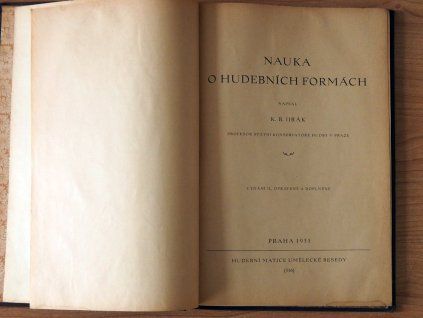 NAUKA
O HUDEBNÍCH FORMÁCH
NAPSAL
K. B. JIRÁK
PROFESOR STÁTNÍ KONSERVATOŘE HUDBY V PRAZE
VYDÁNÍ II., OPRAVENÉ A DOPLNĚNÉ
PRAHA
HUDEBNÍ MATICE UMĚLECKÉ BESEDY